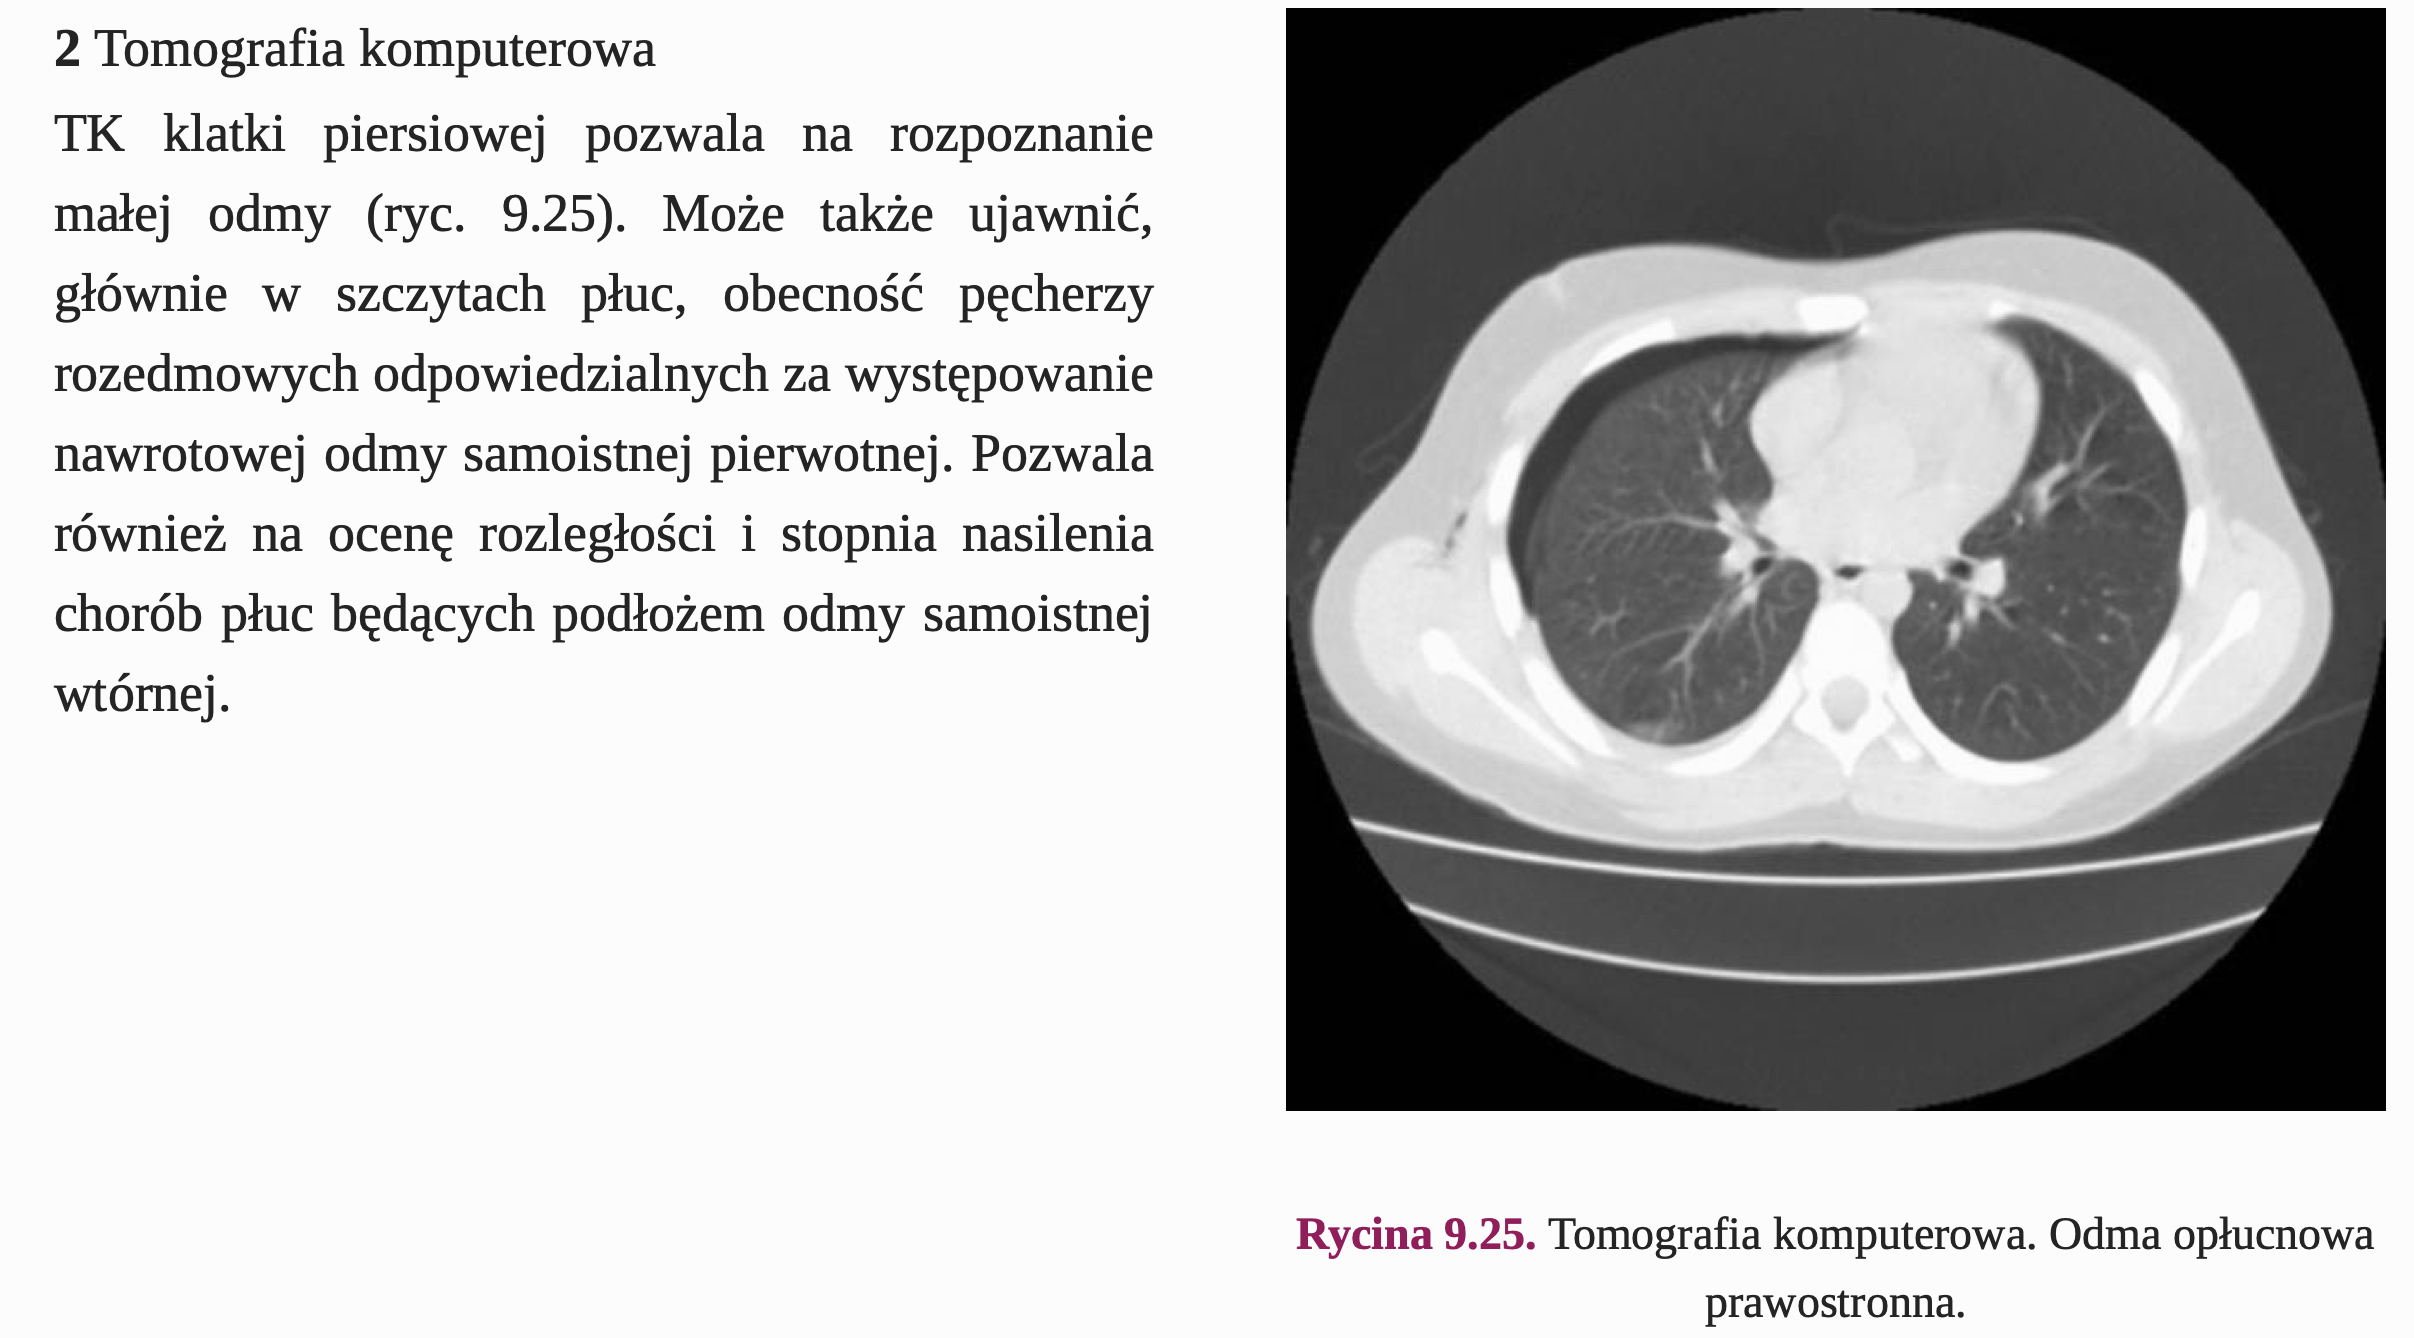 2 Tomografia komputerowa
TK klatki piersiowej pozwala na rozpoznanie
małej odmy (ryc. 9.25). Może także ujawnić,
głównie w szczytach płuc, obecność pęcherzy
rozedmowych odpowiedzialnych za występowanie
nawrotowej odmy samoistnej pierwotnej. Pozwala
również na ocenę rozległości i stopnia nasilenia
chorób płuc będących podłożem odmy samoistnej
wtórnej.
Rycina 9.25. Tomografia komputerowa. Odma opłucnowa
prawostronna.